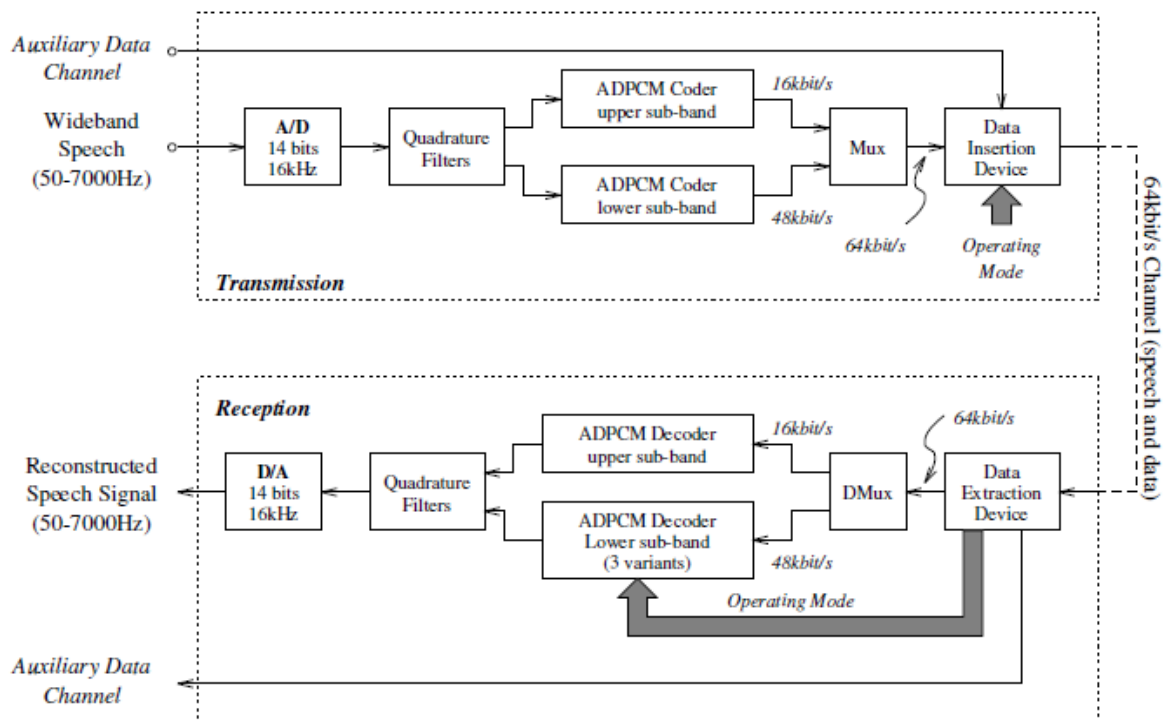 Auxiliary Data
Channel
Wideband
Speech
(50-7000Hz)
A/D
14 bits
16kHz
Quadrature
Filters
ADPCM Coder
upper sub-band
ADPCM Coder
lower sub-band
16kbit/s
48kbit/s
Mux
64kbit/s
Data
Insertion
Device
Operating
Mode
Transmission
64kbit/s Channel (speech and data)
Reception
Reconstructed
Speech Signal
(50-7000Hz)
D/A
14 bits
16kHz
Quadrature
Filters
ADPCM Decoder
upper sub-band
ADPCM Decoder
Lower sub-band
(3 variants)
16kbit/s
48kbit/s
DMux
64kbit/s
Data
Extraction
Device
Operating Mode
Auxiliary Data
Channel